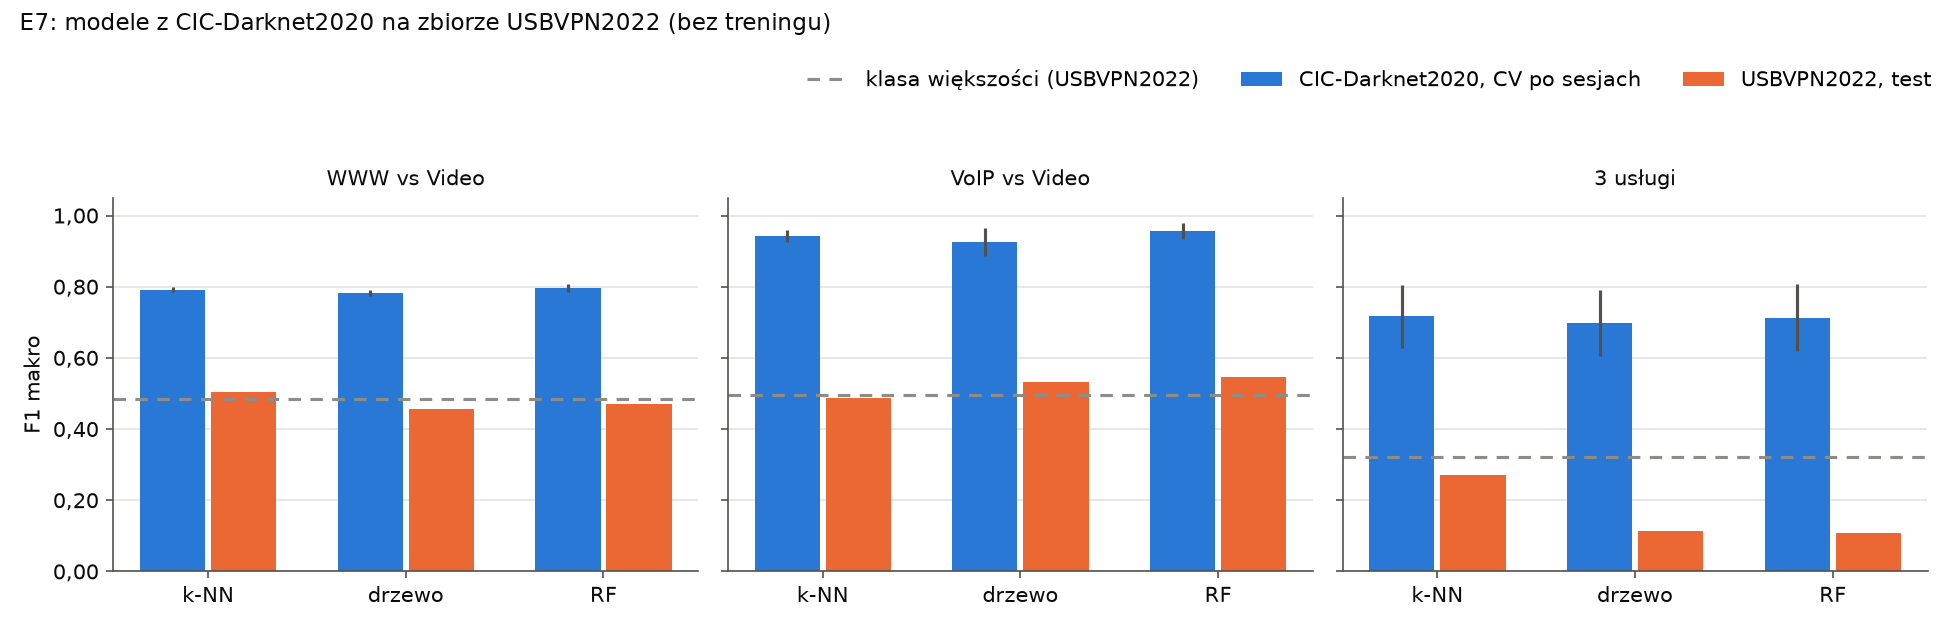 E7: modele z CIC-Darknet2020 na zbiorze USBVPN2022 (bez treningu)
klasa większości (USBVPN2022) CIC-Darknet2020, CV po sesjach USBVPN2022, test
WWW vs Video VoIP vs Video 3 usługi
F1 makro
1,00
0,80
0,60
0,40
0,20
0,00
k-NN drzewo RF k-NN drzewo RF k-NN drzewo RF